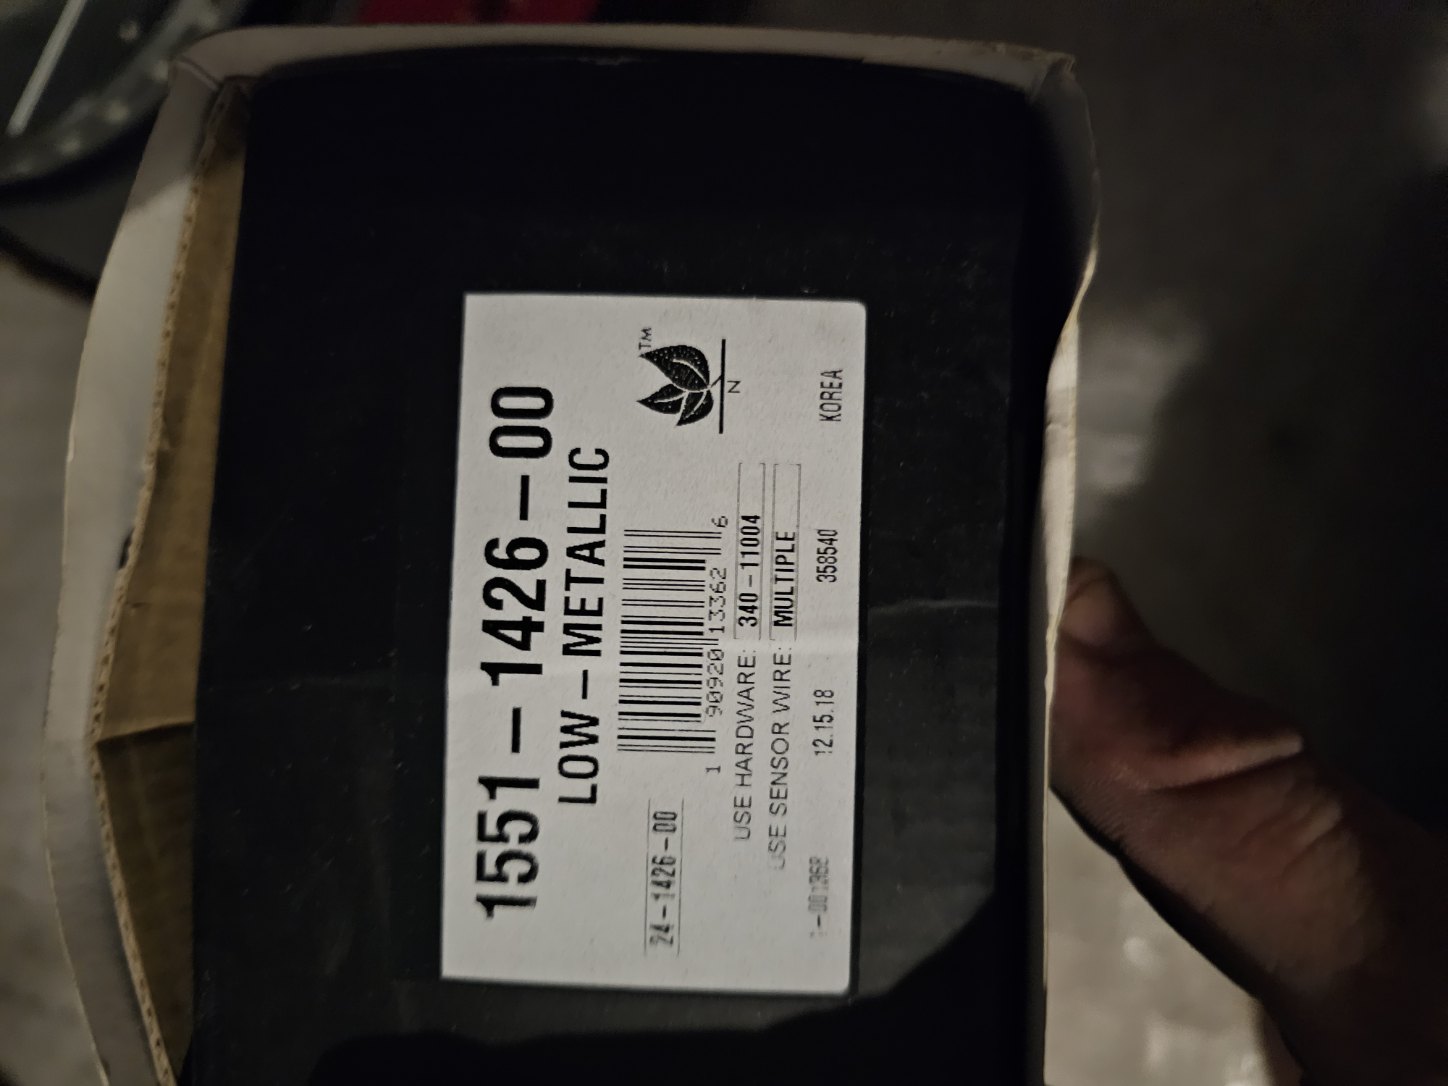 1551-1426-00
LOW-METALLIC
TM
N
24-1426-00
1 90920 13362 6
USE HARDWARE: 340-11004
USE SENSOR WIRE: MULTIPLE
12.15.18 358540 KOREA